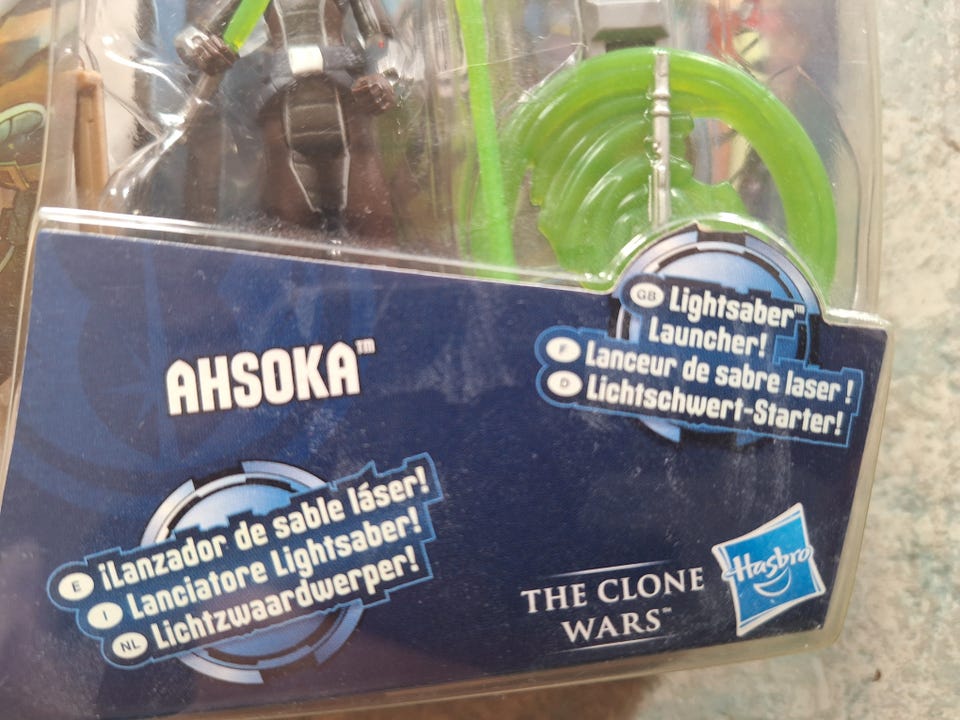 GB Lightsaber™
Launcher!
F Lanceur de sabre laser !
D Lichtschwert-Starter!
AHSOKA™
E ¡Lanzador de sable láser!
I Lanciatore Lightsaber!
NL Lichtzwaardwerper!
THE CLONE
WARS™
Hasbro